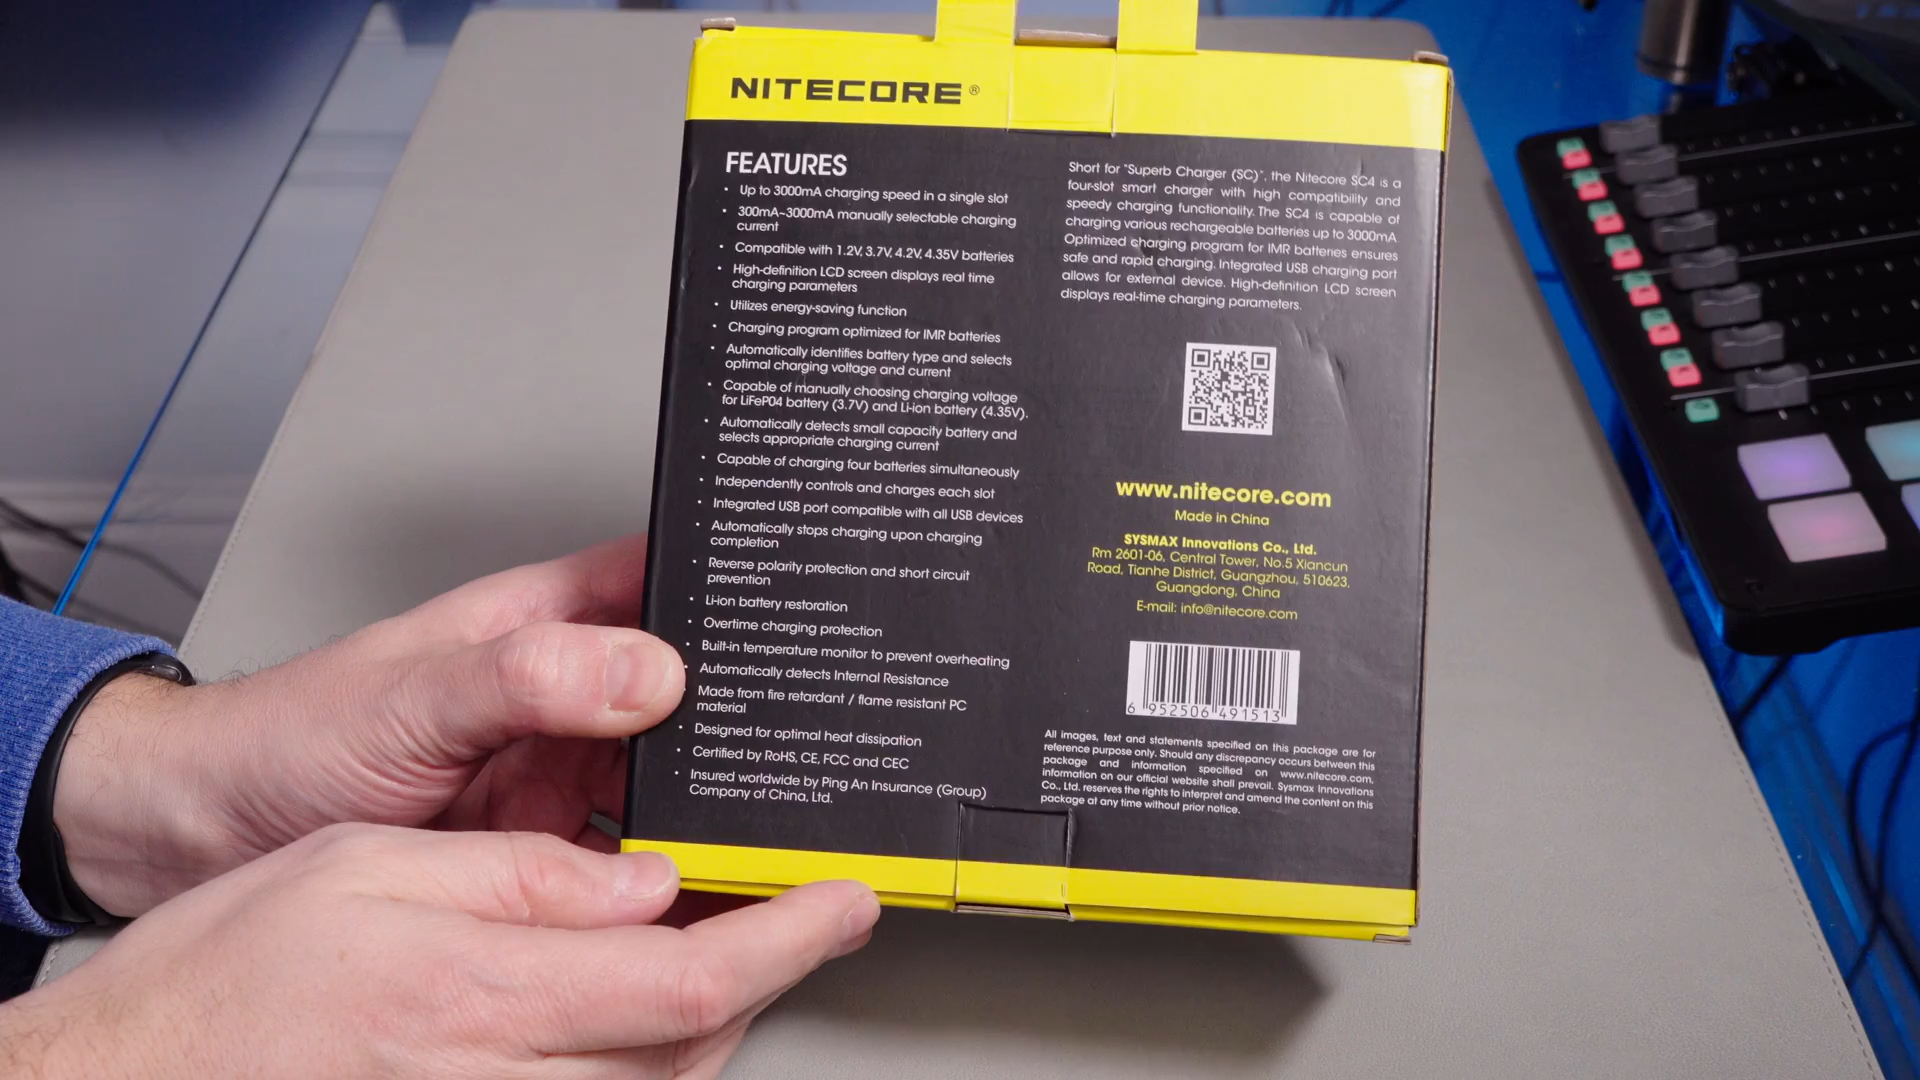 NITECORE®
FEATURES
• Up to 3000mA charging speed in a single slot
• 300mA~3000mA manually selectable charging
current
• Compatible with 1.2V, 3.7V, 4.2V, 4.35V batteries
• High-definition LCD screen displays real time
charging parameters
• Utilizes energy-saving function
• Charging program optimized for IMR batteries
• Automatically identifies battery type and selects
optimal charging voltage and current
• Capable of manually choosing charging voltage
for LiFeP04 battery (3.7V) and Li-ion battery (4.35V).
• Automatically detects small capacity battery and
selects appropriate charging current
• Capable of charging four batteries simultaneously
• Independently controls and charges each slot
• Integrated USB port compatible with all USB devices
• Automatically stops charging upon charging
completion
• Reverse polarity protection and short circuit
prevention
• Li-ion battery restoration
• Overtime charging protection
• Built-in temperature monitor to prevent overheating
• Automatically detects Internal Resistance
• Made from fire retardant / flame resistant PC
material
• Designed for optimal heat dissipation
• Certified by RoHS, CE, FCC and CEC
• Insured worldwide by Ping An Insurance (Group)
Company of China, Ltd.
Short for "Superb Charger (SC)", the Nitecore SC4 is a
four-slot smart charger with high compatibility and
speedy charging functionality. The SC4 is capable of
charging various rechargeable batteries up to 3000mA.
Optimized charging program for IMR batteries ensures
safe and rapid charging. Integrated USB charging port
allows for external device. High-definition LCD screen
displays real-time charging parameters.
www.nitecore.com
Made in China
SYSMAX Innovations Co., Ltd.
Rm 2601-06, Central Tower, No.5 Xiancun
Road, Tianhe District, Guangzhou, 510623,
Guangdong, China
E-mail: info@nitecore.com
6 952506 491513
All images, text and statements specified on this package are for
reference purpose only. Should any discrepancy occurs between this
package and information specified on www.nitecore.com,
information on our official website shall prevail. Sysmax Innovations
Co., Ltd. reserves the rights to interpret and amend the content on this
package at any time without prior notice.